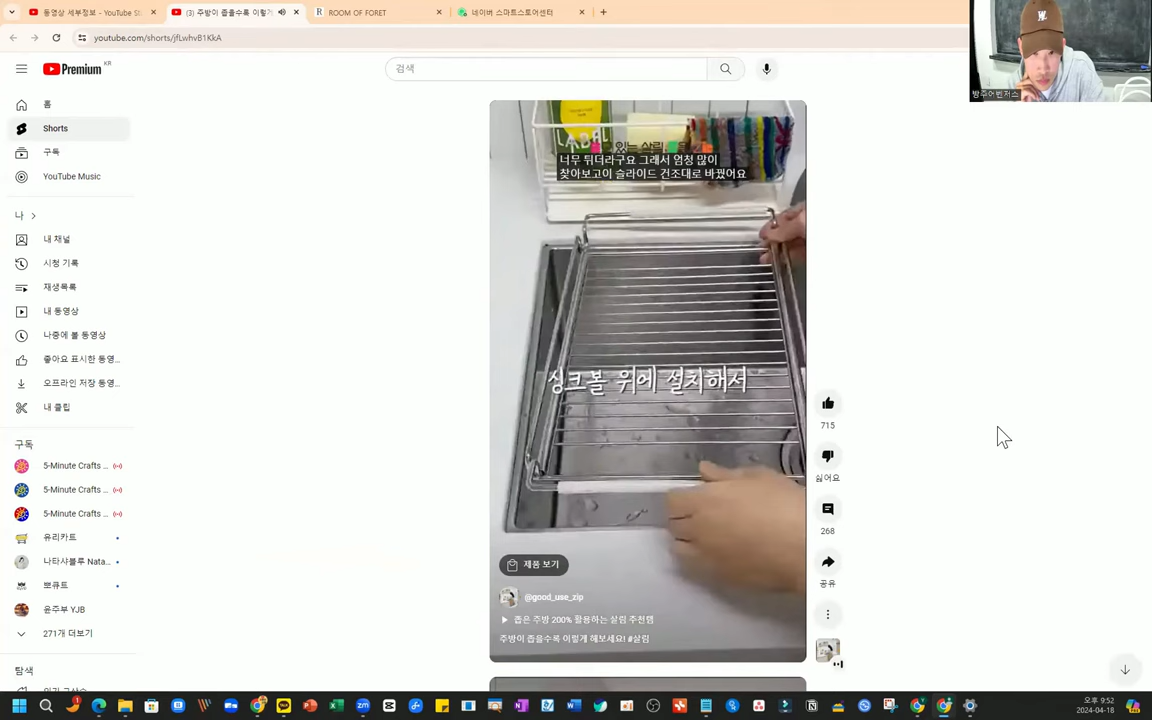 동영상 세부정보 - YouTube St
(3) 주방이 좁을수록 이렇게
ROOM OF FORET
네이버 스마트스토어센터
youtube.com/shorts/jfLwhvB1KkA
Premium KR
검색
방주어번저스
홈
Shorts
구독
YouTube Music
나
내 채널
시청 기록
재생목록
내 동영상
나중에 볼 동영상
좋아요 표시한 동영...
오프라인 저장 동영...
내 클립
구독
5-Minute Crafts ...
5-Minute Crafts ...
5-Minute Crafts ...
유리카트
나타샤블루 Nata...
뽀큐트
윤주부 YJB
271개 더보기
탐색
너무 튀더라구요 그래서 엄청 많이
찾아보고이 슬라이드 건조대로 바꿨어요
싱크볼 위에 설치해서
제품 보기
@good_use_zip
좁은 주방 200% 활용하는 살림 추천템
주방이 좁을수록 이렇게 해보세요! #살림
715
싫어요
268
공유
오후 9:52
2024-04-18